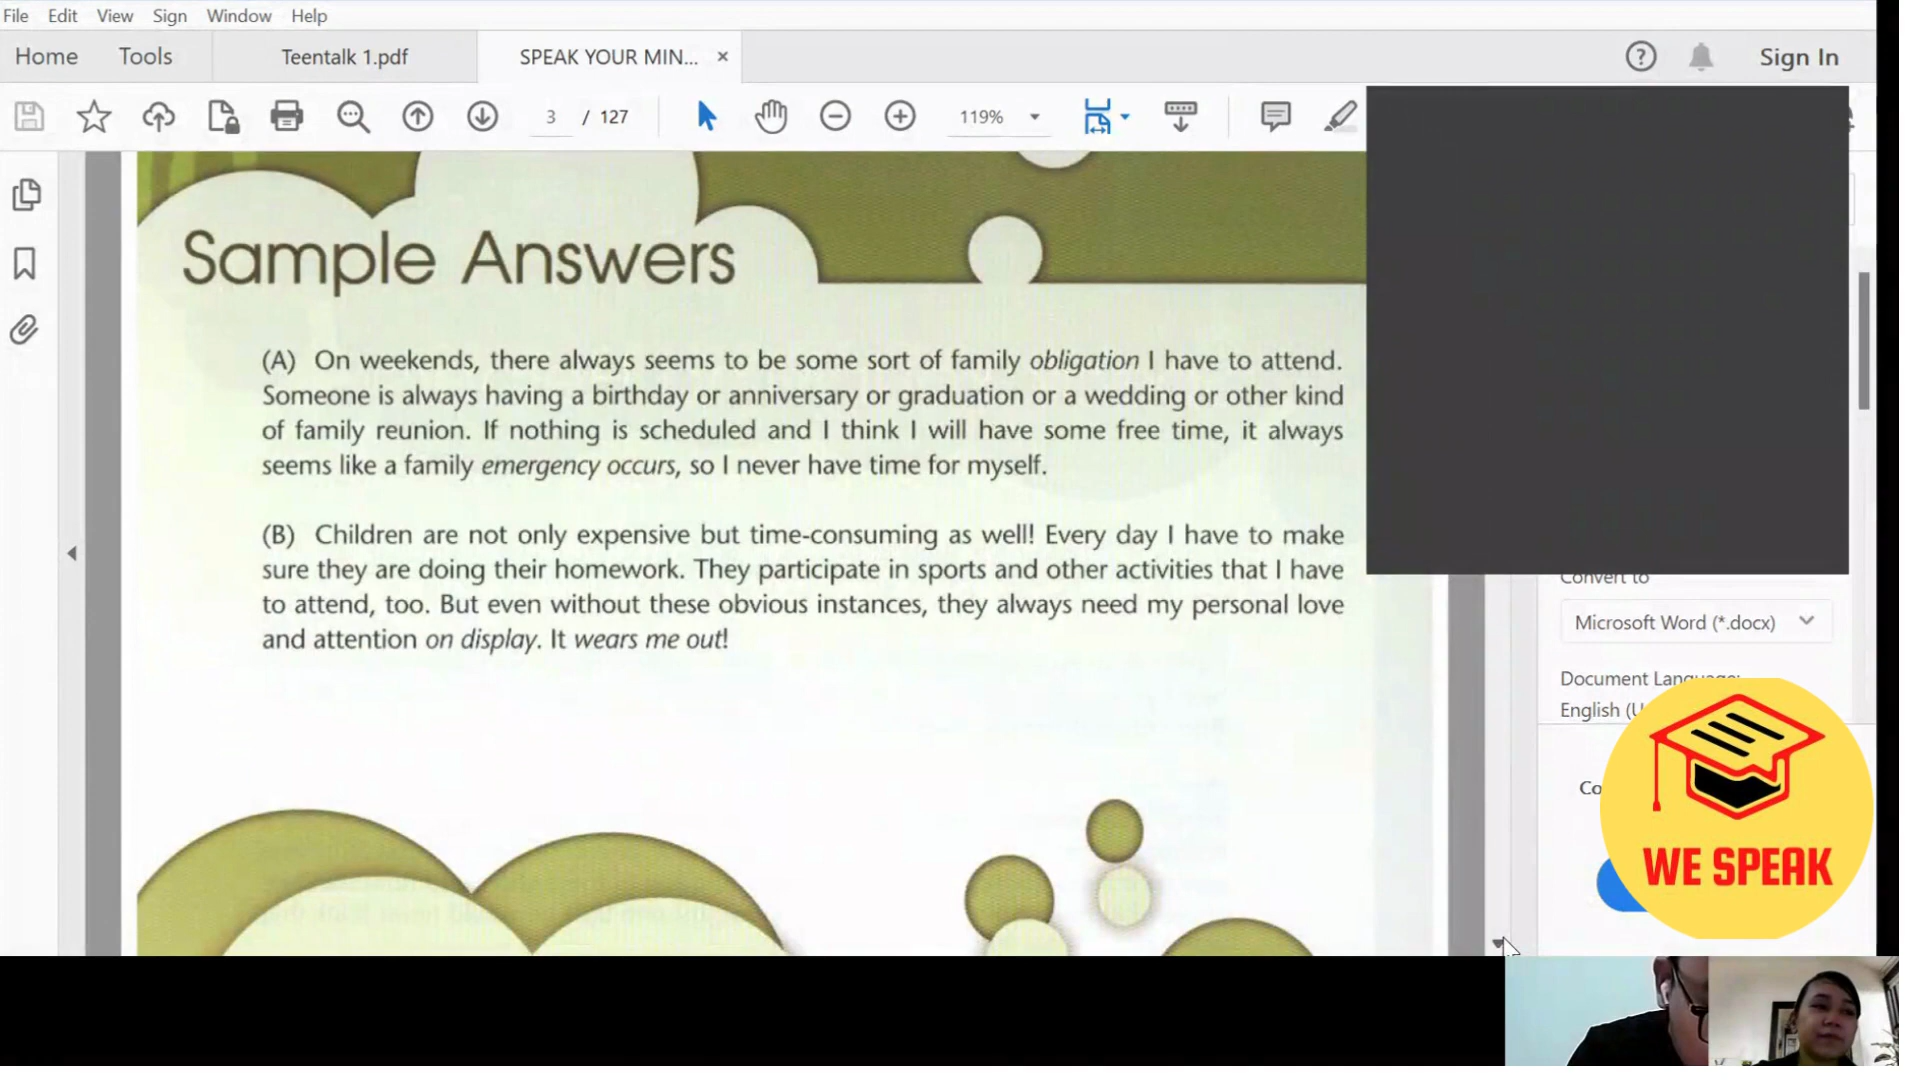 File Edit View Sign Window Help
Home Tools Teentalk 1.pdf SPEAK YOUR MIN... × ? Sign In
3 / 127 119%
Sample Answers
(A) On weekends, there always seems to be some sort of family obligation I have to attend.
Someone is always having a birthday or anniversary or graduation or a wedding or other kind
of family reunion. If nothing is scheduled and I think I will have some free time, it always
seems like a family emergency occurs, so I never have time for myself.
(B) Children are not only expensive but time-consuming as well! Every day I have to make
sure they are doing their homework. They participate in sports and other activities that I have
to attend, too. But even without these obvious instances, they always need my personal love
and attention on display. It wears me out!
Convert to
Microsoft Word (*.docx)
Document Language:
English (U
Co
WE SPEAK